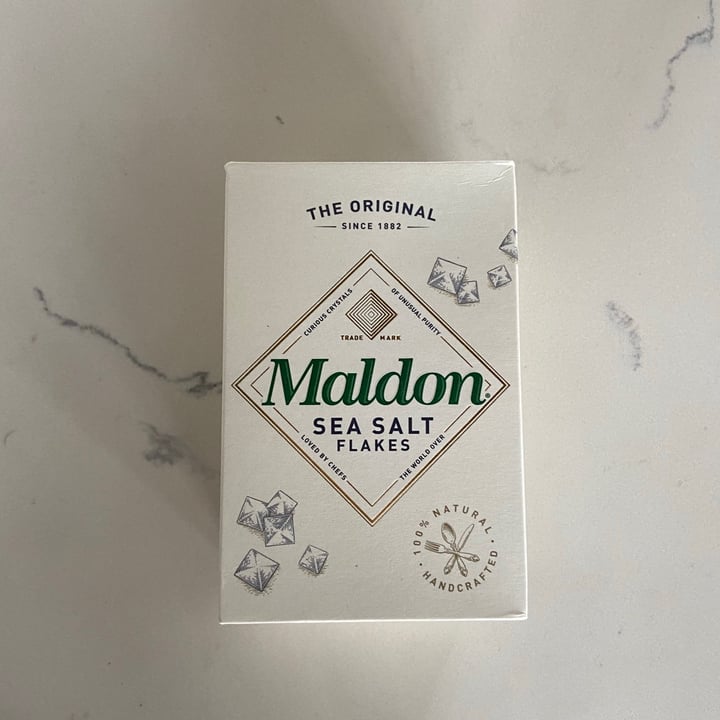 THE ORIGINAL
SINCE 1882
CURIOUS CRYSTALS
OF UNUSUAL PURITY
TRADE MARK
Maldon®
SEA SALT
FLAKES
LOVED BY CHEFS
THE WORLD OVER
100% NATURAL •
HANDCRAFTED •